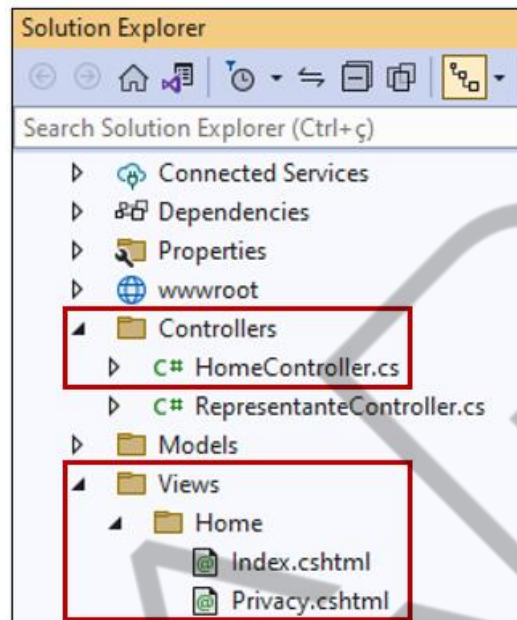 Solution Explorer
Search Solution Explorer (Ctrl+ç)
Connected Services
Dependencies
Properties
wwwroot
Controllers
C# HomeController.cs
C# RepresentanteController.cs
Models
Views
Home
Index.cshtml
Privacy.cshtml